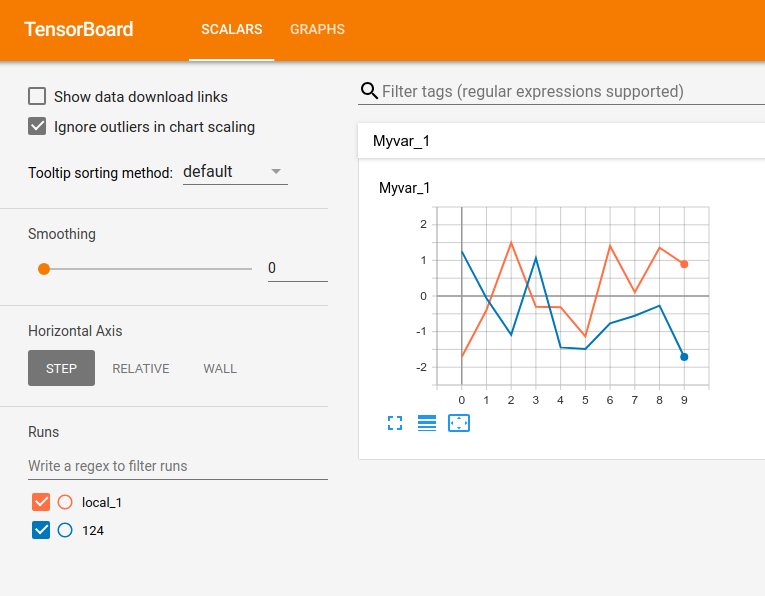 TensorBoard
SCALARS GRAPHS
Show data download links
Ignore outliers in chart scaling
Tooltip sorting method: default
Smoothing
0
Horizontal Axis
STEP RELATIVE WALL
Runs
Write a regex to filter runs
local_1
124
Filter tags (regular expressions supported)
Myvar_1
Myvar_1
2
1
0
-1
-2
0 1 2 3 4 5 6 7 8 9